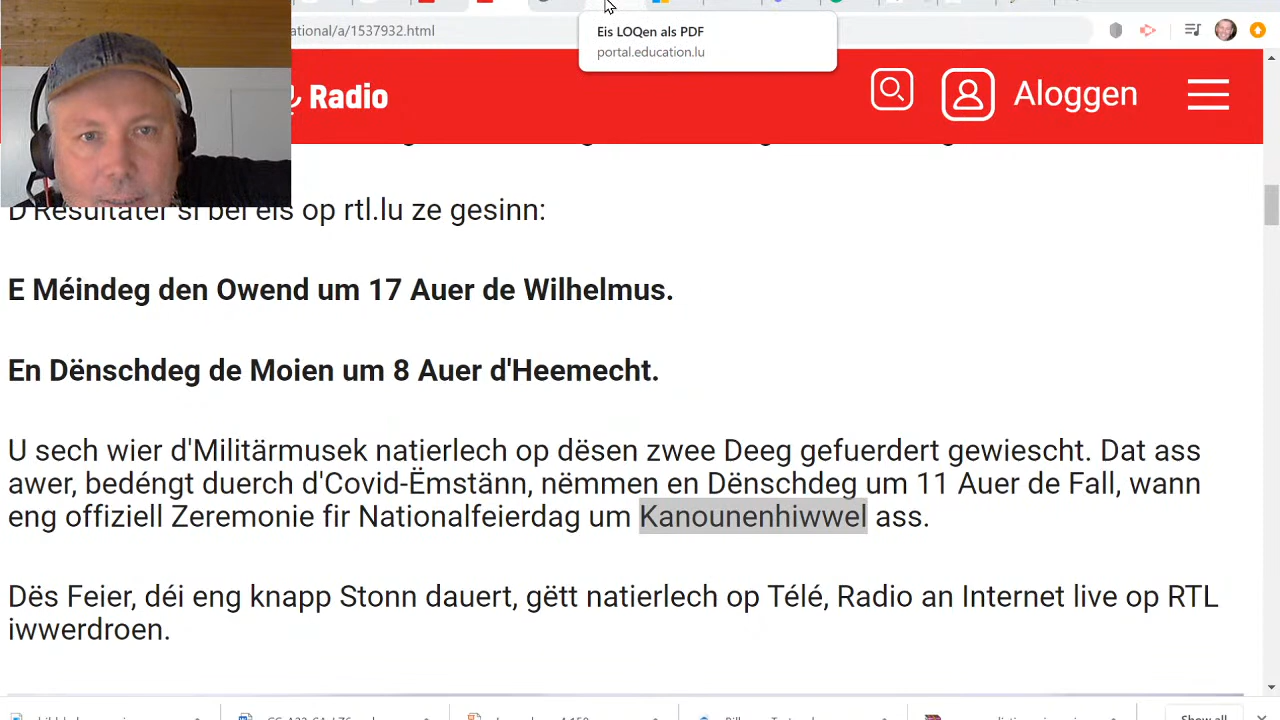 Eis LOQen als PDF
ational/a/1537932.html
portal.education.lu
Radio
Aloggen
D'Resultater si bei eis op rtl.lu ze gesinn:
E Méindeg den Owend um 17 Auer de Wilhelmus.
En Dënschdeg de Moien um 8 Auer d'Heemecht.
U sech wier d'Militärmusek natierlech op dësen zwee Deeg gefuerdert gewiescht. Dat ass
awer, bedéngt duerch d'Covid-Ëmstänn, nëmmen en Dënschdeg um 11 Auer de Fall, wann
eng offiziell Zeremonie fir Nationalfeierdag um Kanounenhiwwel ass.
Dës Feier, déi eng knapp Stonn dauert, gëtt natierlech op Télé, Radio an Internet live op RTL
iwwerdroen.
Show all